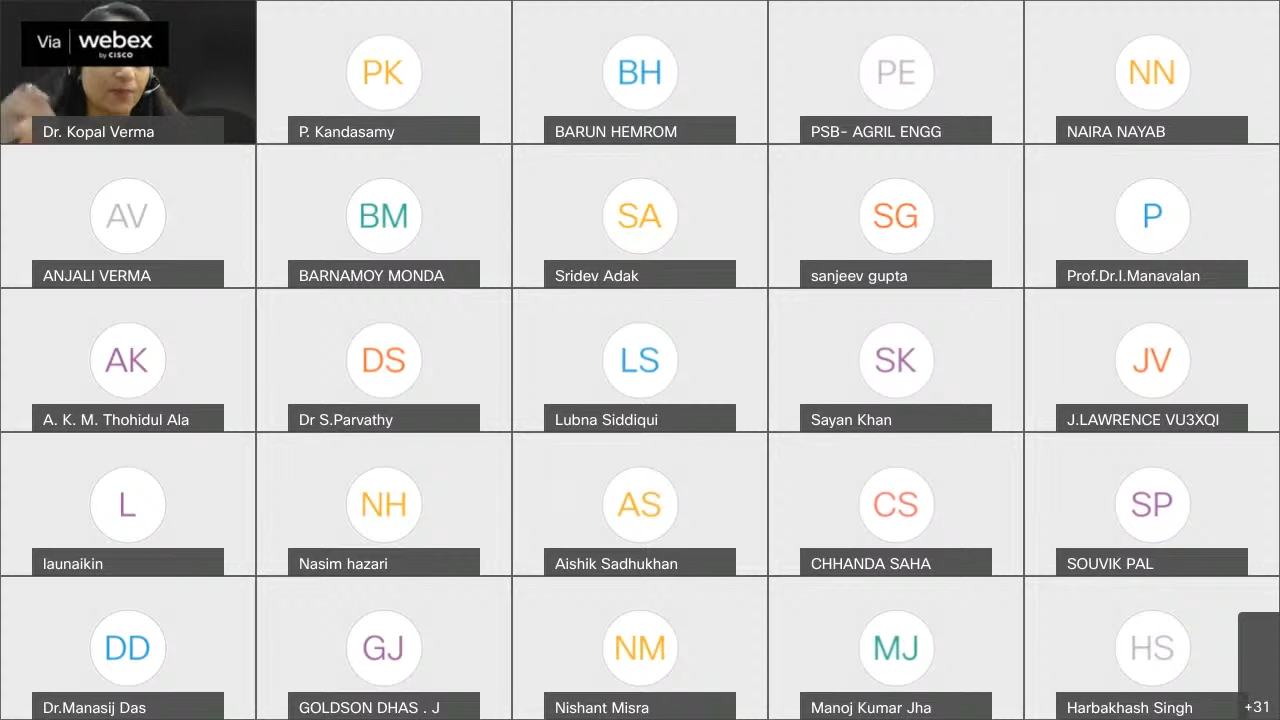 Via webex
by CISCO
Dr. Kopal Verma
PK
P. Kandasamy
BH
BARUN HEMROM
PE
PSB- AGRIL ENGG
NN
NAIRA NAYAB
AV
ANJALI VERMA
BM
BARNAMOY MONDA
SA
Sridev Adak
SG
sanjeev gupta
P
Prof.Dr.I.Manavalan
AK
A. K. M. Thohidul Ala
DS
Dr S.Parvathy
LS
Lubna Siddiqui
SK
Sayan Khan
JV
J.LAWRENCE VU3XQI
L
launaikin
NH
Nasim hazari
AS
Aishik Sadhukhan
CS
CHHANDA SAHA
SP
SOUVIK PAL
DD
Dr.Manasij Das
GJ
GOLDSON DHAS . J
NM
Nishant Misra
MJ
Manoj Kumar Jha
HS
Harbakhash Singh
+31